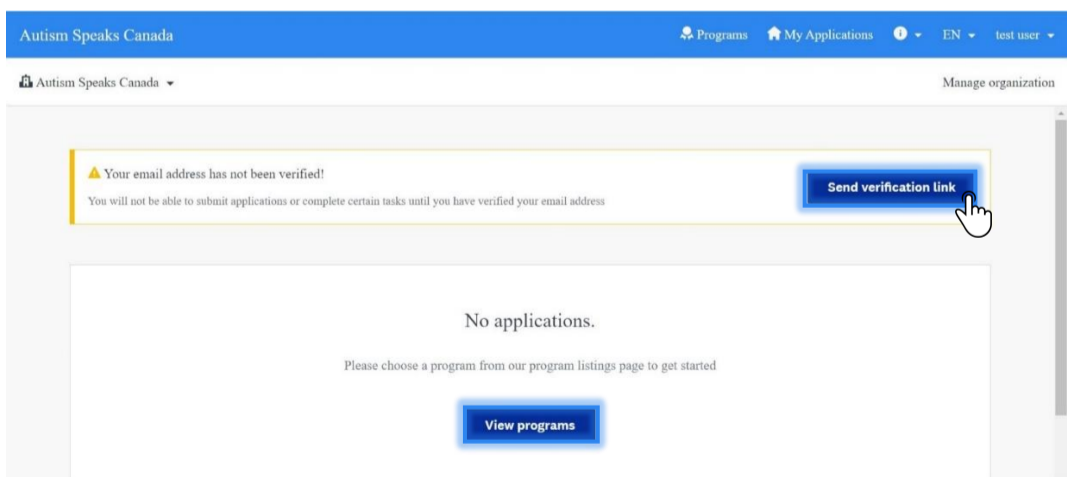 Autism Speaks Canada Programs My Applications EN test user
Autism Speaks Canada Manage organization
Your email address has not been verified!
You will not be able to submit applications or complete certain tasks until you have verified your email address
Send verification link
No applications.
Please choose a program from our program listings page to get started
View programs